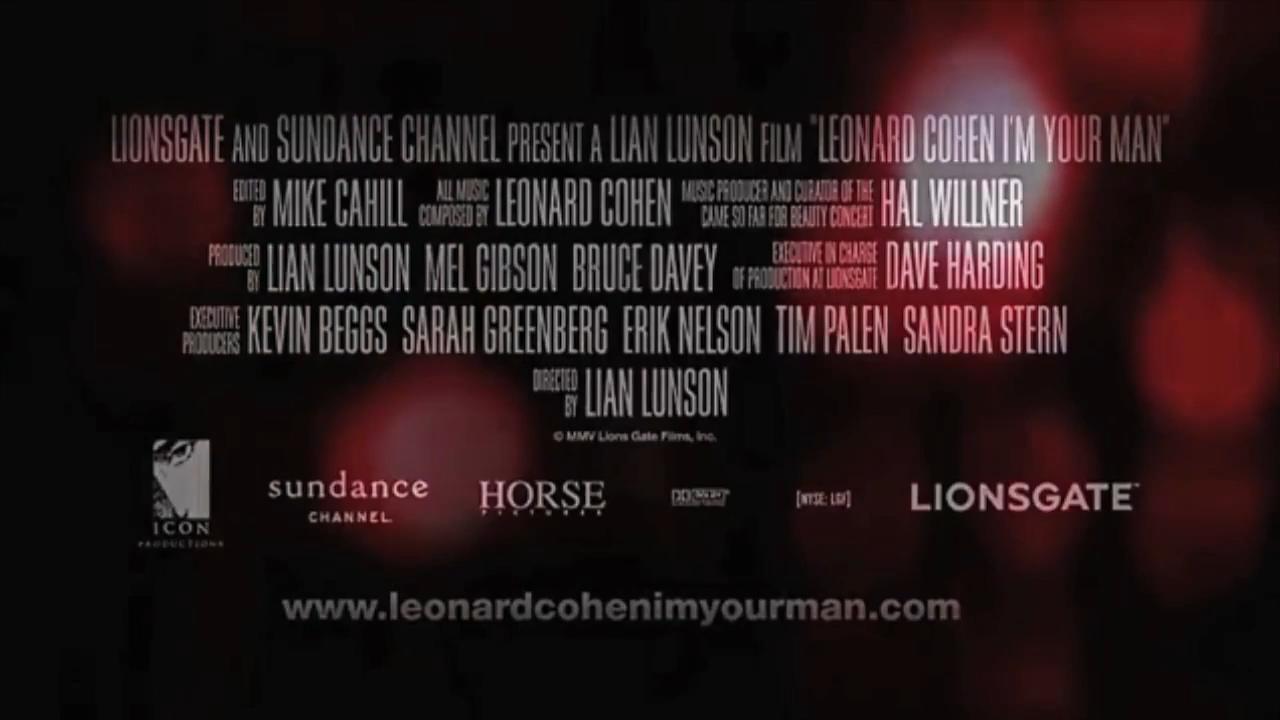 LIONSGATE AND SUNDANCE CHANNEL PRESENT A LIAN LUNSON FILM "LEONARD COHEN I'M YOUR MAN"
EDITED BY MIKE CAHILL ALL MUSIC COMPOSED BY LEONARD COHEN MUSIC PRODUCER AND CURATOR OF THE CAME SO FAR FOR BEAUTY CONCERT HAL WILLNER
PRODUCED BY LIAN LUNSON MEL GIBSON BRUCE DAVEY EXECUTIVE IN CHARGE OF PRODUCTION AT LIONSGATE DAVE HARDING
EXECUTIVE PRODUCERS KEVIN BEGGS SARAH GREENBERG ERIK NELSON TIM PALEN SANDRA STERN
DIRECTED BY LIAN LUNSON
© MMV Lions Gate Films, Inc.
ICON PRODUCTIONS
sundance CHANNEL
HORSE PICTURES
DOLBY
[NYSE: LGF]
LIONSGATE™
www.leonardcohenimyourman.com